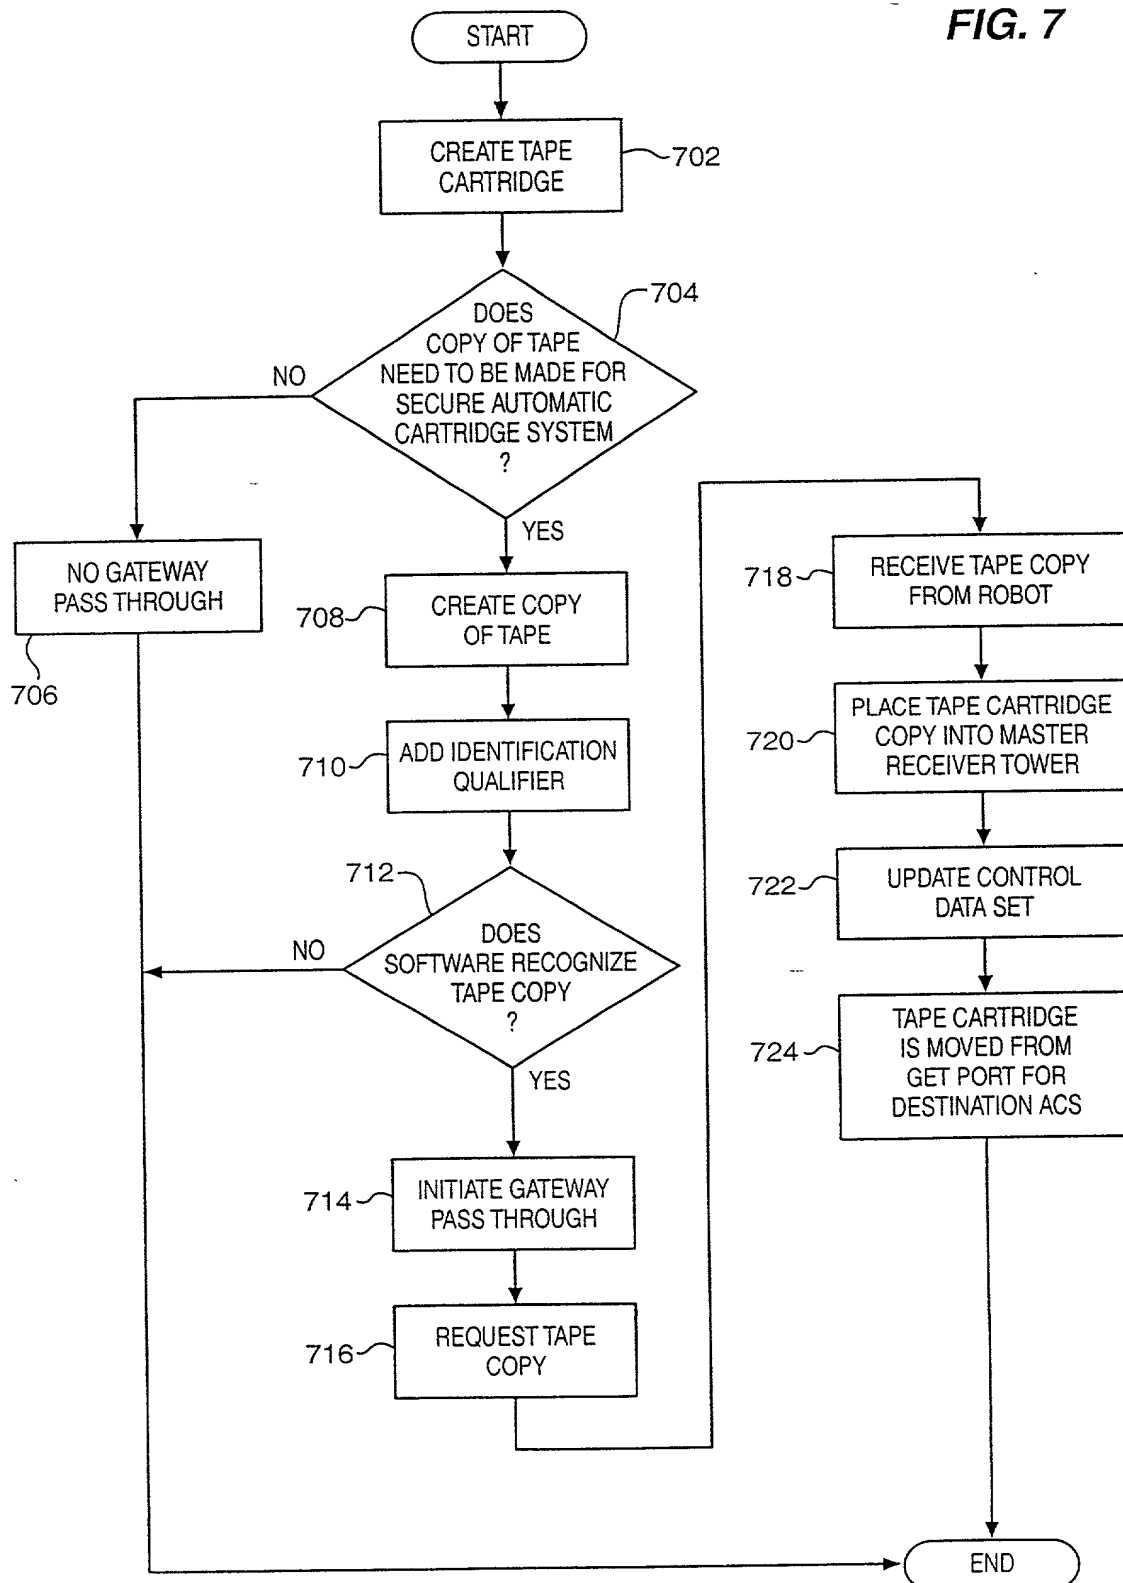 FIG. 7
START
CREATE TAPE
CARTRIDGE
702
DOES
COPY OF TAPE
NEED TO BE MADE FOR
SECURE AUTOMATIC
CARTRIDGE SYSTEM
?
704
NO
YES
NO GATEWAY
PASS THROUGH
706
708
CREATE COPY
OF TAPE
710
ADD IDENTIFICATION
QUALIFIER
712
DOES
SOFTWARE RECOGNIZE
TAPE COPY
?
NO
YES
714
INITIATE GATEWAY
PASS THROUGH
716
REQUEST TAPE
COPY
718
RECEIVE TAPE COPY
FROM ROBOT
720
PLACE TAPE CARTRIDGE
COPY INTO MASTER
RECEIVER TOWER
722
UPDATE CONTROL
DATA SET
724
TAPE CARTRIDGE
IS MOVED FROM
GET PORT FOR
DESTINATION ACS
END